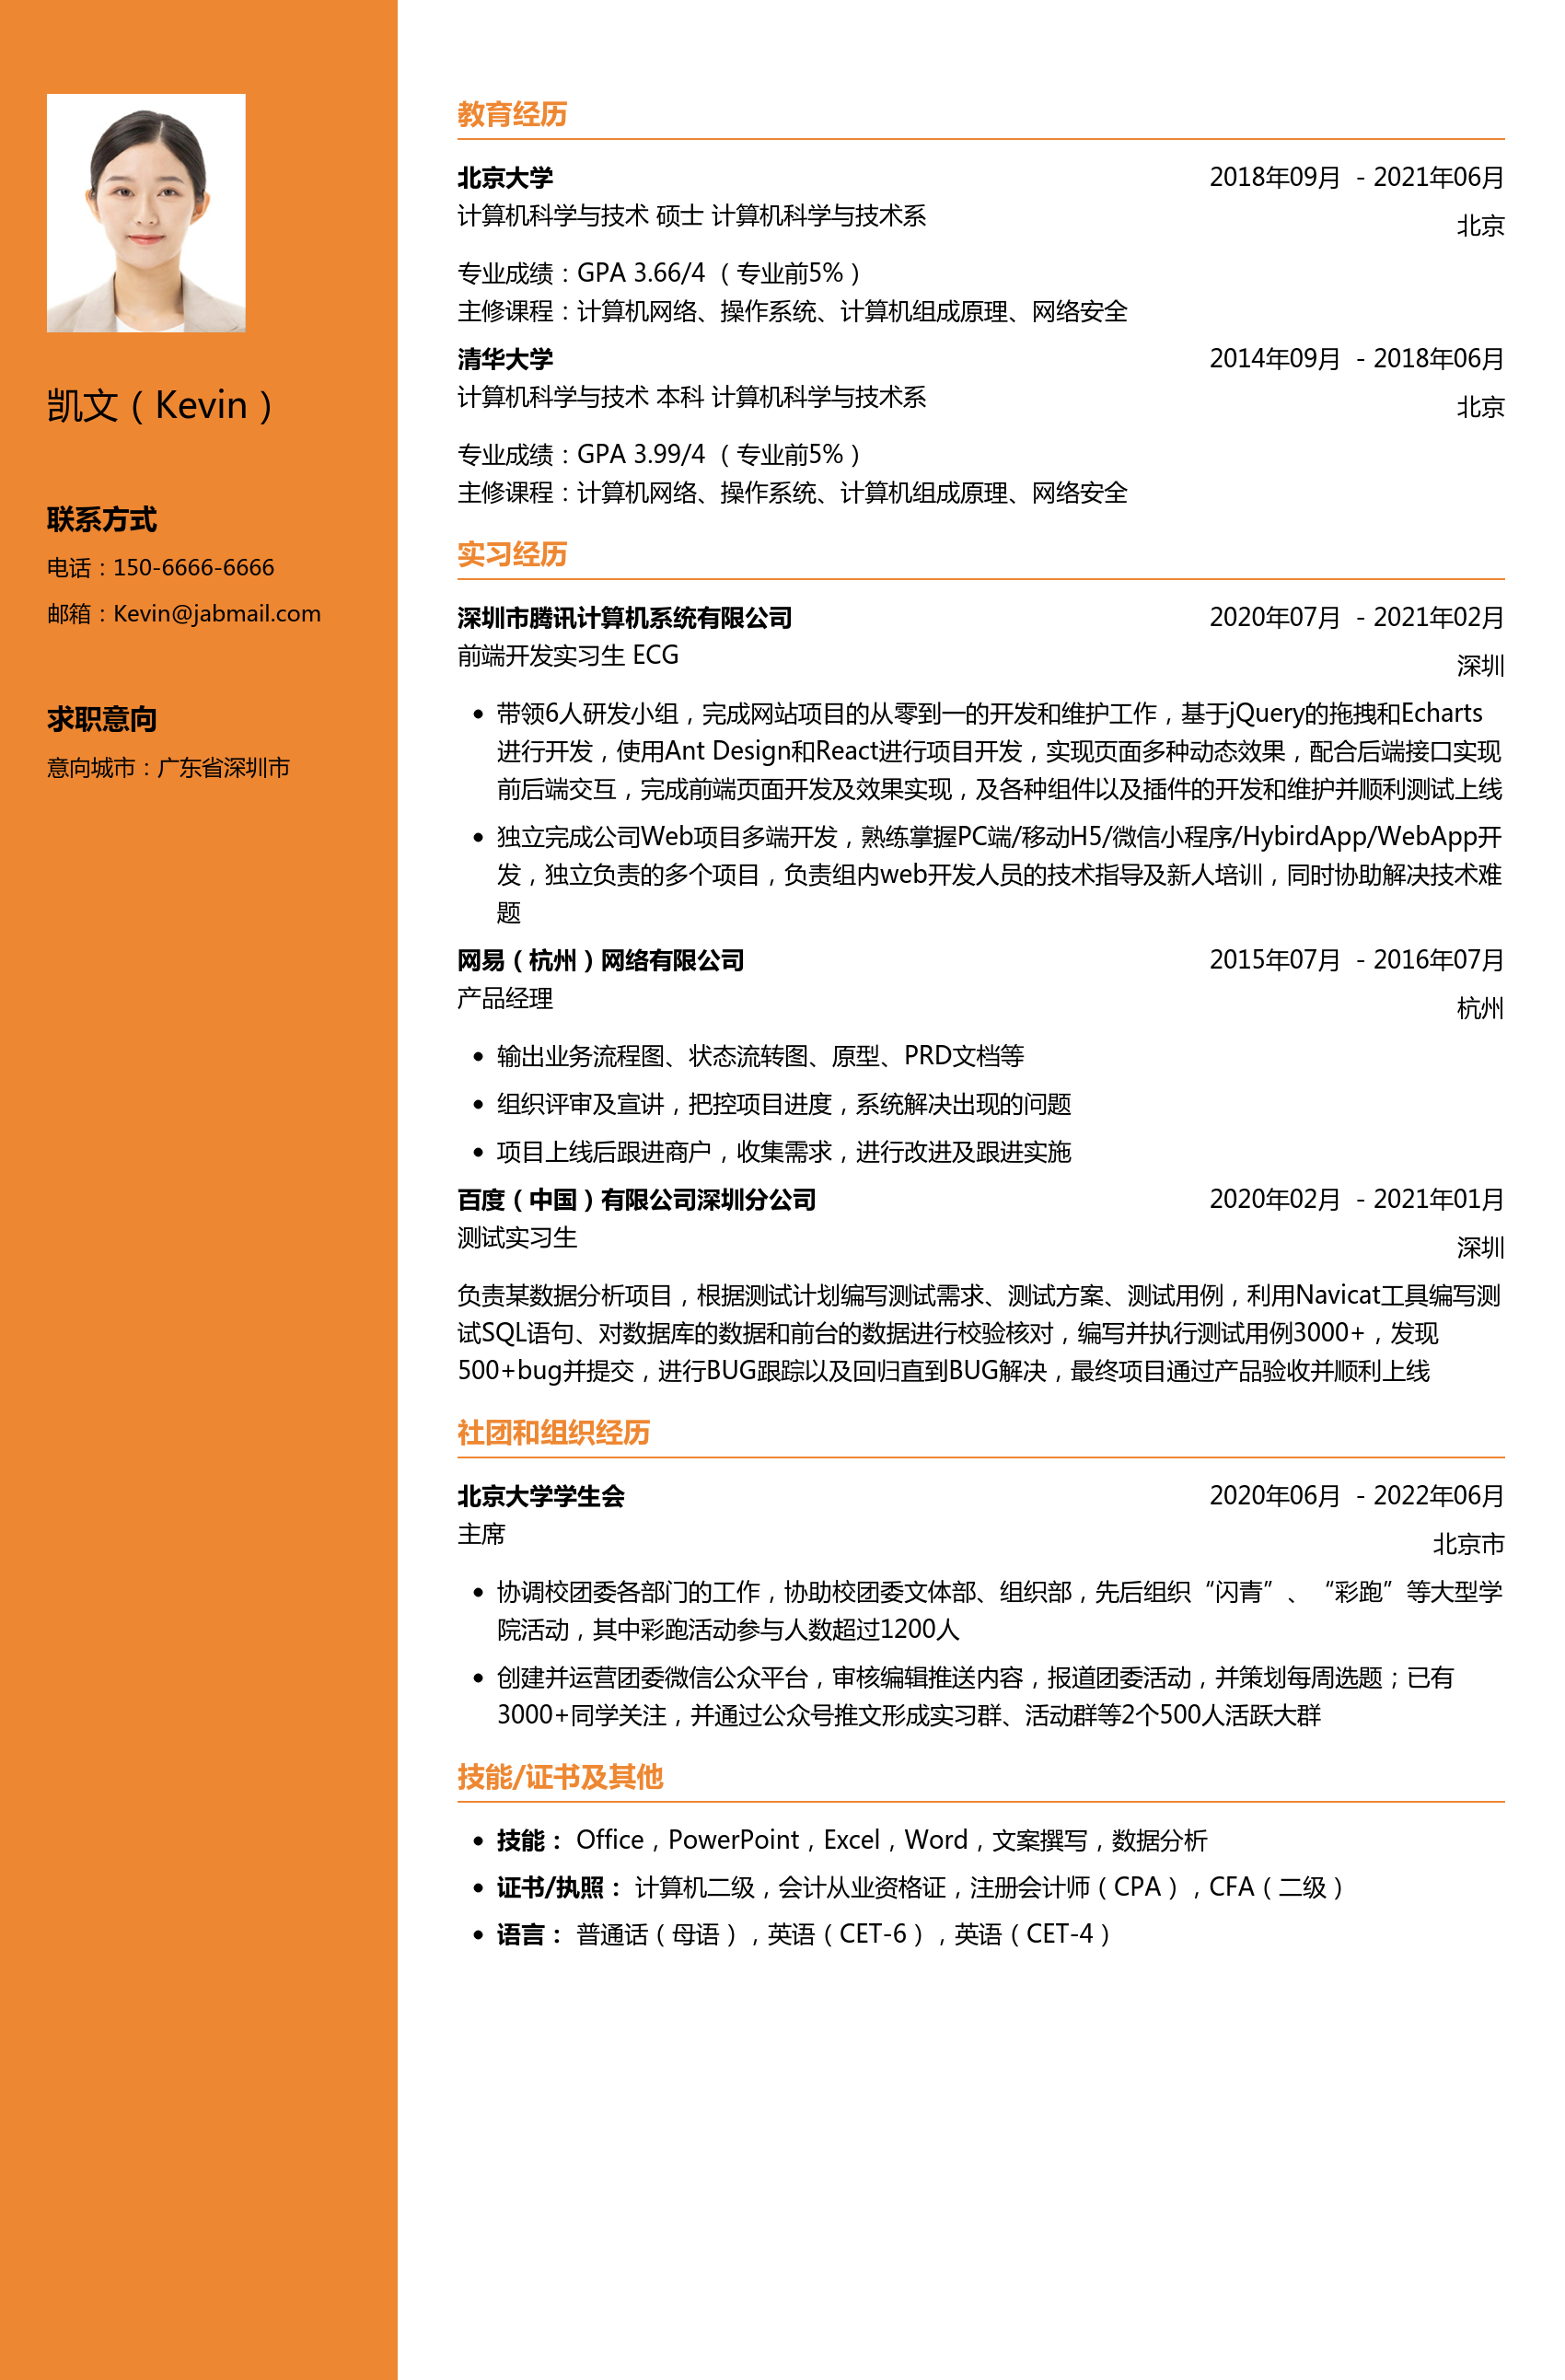 凯文（Kevin）
联系方式
电话：150-6666-6666
邮箱：Kevin@jabmail.com
求职意向
意向城市：广东省深圳市
教育经历
北京大学 2018年09月 - 2021年06月
计算机科学与技术 硕士 计算机科学与技术系 北京
专业成绩：GPA 3.66/4 （专业前5%）
主修课程：计算机网络、操作系统、计算机组成原理、网络安全
清华大学 2014年09月 - 2018年06月
计算机科学与技术 本科 计算机科学与技术系 北京
专业成绩：GPA 3.99/4 （专业前5%）
主修课程：计算机网络、操作系统、计算机组成原理、网络安全
实习经历
深圳市腾讯计算机系统有限公司 2020年07月 - 2021年02月
前端开发实习生 ECG 深圳
• 带领6人研发小组，完成网站项目的从零到一的开发和维护工作，基于jQuery的拖拽和Echarts
进行开发，使用Ant Design和React进行项目开发，实现页面多种动态效果，配合后端接口实现
前后端交互，完成前端页面开发及效果实现，及各种组件以及插件的开发和维护并顺利测试上线
• 独立完成公司Web项目多端开发，熟练掌握PC端/移动H5/微信小程序/HybirdApp/WebApp开
发，独立负责的多个项目，负责组内web开发人员的技术指导及新人培训，同时协助解决技术难
题
网易（杭州）网络有限公司 2015年07月 - 2016年07月
产品经理 杭州
• 输出业务流程图、状态流转图、原型、PRD文档等
• 组织评审及宣讲，把控项目进度，系统解决出现的问题
• 项目上线后跟进商户，收集需求，进行改进及跟进实施
百度（中国）有限公司深圳分公司 2020年02月 - 2021年01月
测试实习生 深圳
负责某数据分析项目，根据测试计划编写测试需求、测试方案、测试用例，利用Navicat工具编写测
试SQL语句、对数据库的数据和前台的数据进行校验核对，编写并执行测试用例3000+，发现
500+bug并提交，进行BUG跟踪以及回归直到BUG解决，最终项目通过产品验收并顺利上线
社团和组织经历
北京大学学生会 2020年06月 - 2022年06月
主席 北京市
• 协调校团委各部门的工作，协助校团委文体部、组织部，先后组织“闪青”、“彩跑”等大型学
院活动，其中彩跑活动参与人数超过1200人
• 创建并运营团委微信公众平台，审核编辑推送内容，报道团委活动，并策划每周选题；已有
3000+同学关注，并通过公众号推文形成实习群、活动群等2个500人活跃大群
技能/证书及其他
• 技能： Office，PowerPoint，Excel，Word，文案撰写，数据分析
• 证书/执照： 计算机二级，会计从业资格证，注册会计师（CPA），CFA（二级）
• 语言： 普通话（母语），英语（CET-6），英语（CET-4）